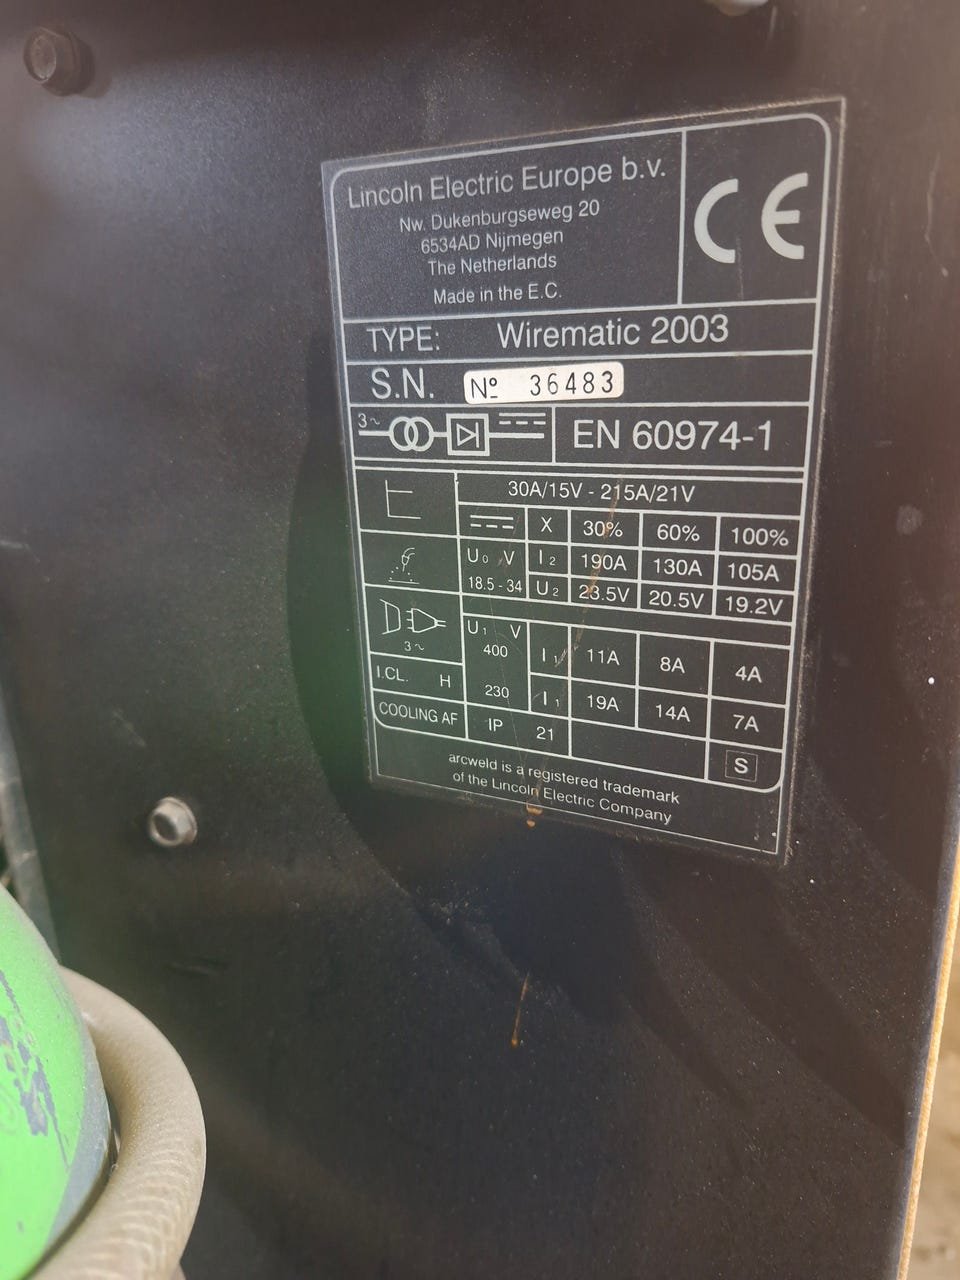 Lincoln Electric Europe b.v.
Nw. Dukenburgseweg 20
6534AD Nijmegen
The Netherlands
Made in the E.C.
CE
TYPE: Wirematic 2003
S.N. Nº 36483
3~ EN 60974-1
30A/15V - 215A/21V
X 30% 60% 100%
U0 V I2 190A 130A 105A
18.5 - 34 U2 23.5V 20.5V 19.2V
U1 V
400 I1 11A 8A 4A
3~
I.CL. H 230 I1 19A 14A 7A
COOLING AF IP 21
S
arcweld is a registered trademark
of the Lincoln Electric Company